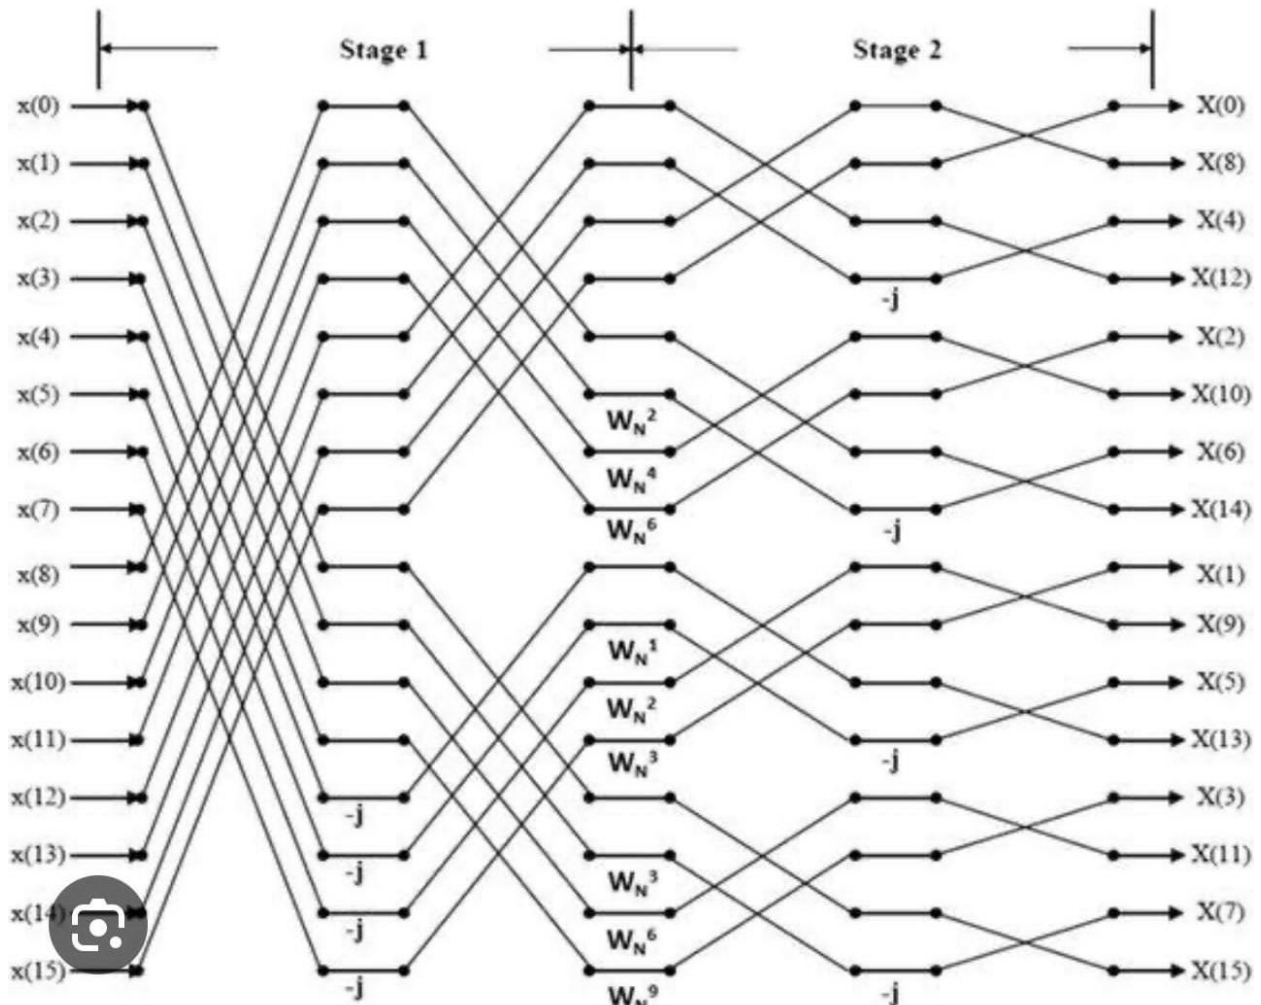 Stage 1 Stage 2
x(0) X(0)
x(1) X(8)
x(2) X(4)
x(3) X(12)
-j
x(4) X(2)
x(5) X(10)
W_N^2
x(6) X(6)
W_N^4
x(7) X(14)
W_N^6 -j
x(8) X(1)
x(9) X(9)
W_N^1
x(10) X(5)
W_N^2
x(11) X(13)
W_N^3 -j
x(12) X(3)
-j
x(13) X(11)
-j W_N^3
x(14) X(7)
-j W_N^6
x(15) X(15)
-j W_N^9 -j